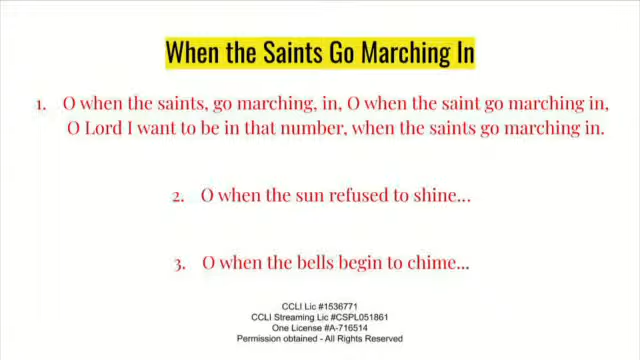 When the Saints Go Marching In
1. O when the saints, go marching, in, O when the saint go marching in,
O Lord I want to be in that number, when the saints go marching in.
2. O when the sun refused to shine...
3. O when the bells begin to chime...
CCLI Lic #1536771
CCLI Streaming Lic #CSPL051861
One License #A-716514
Permission obtained - All Rights Reserved